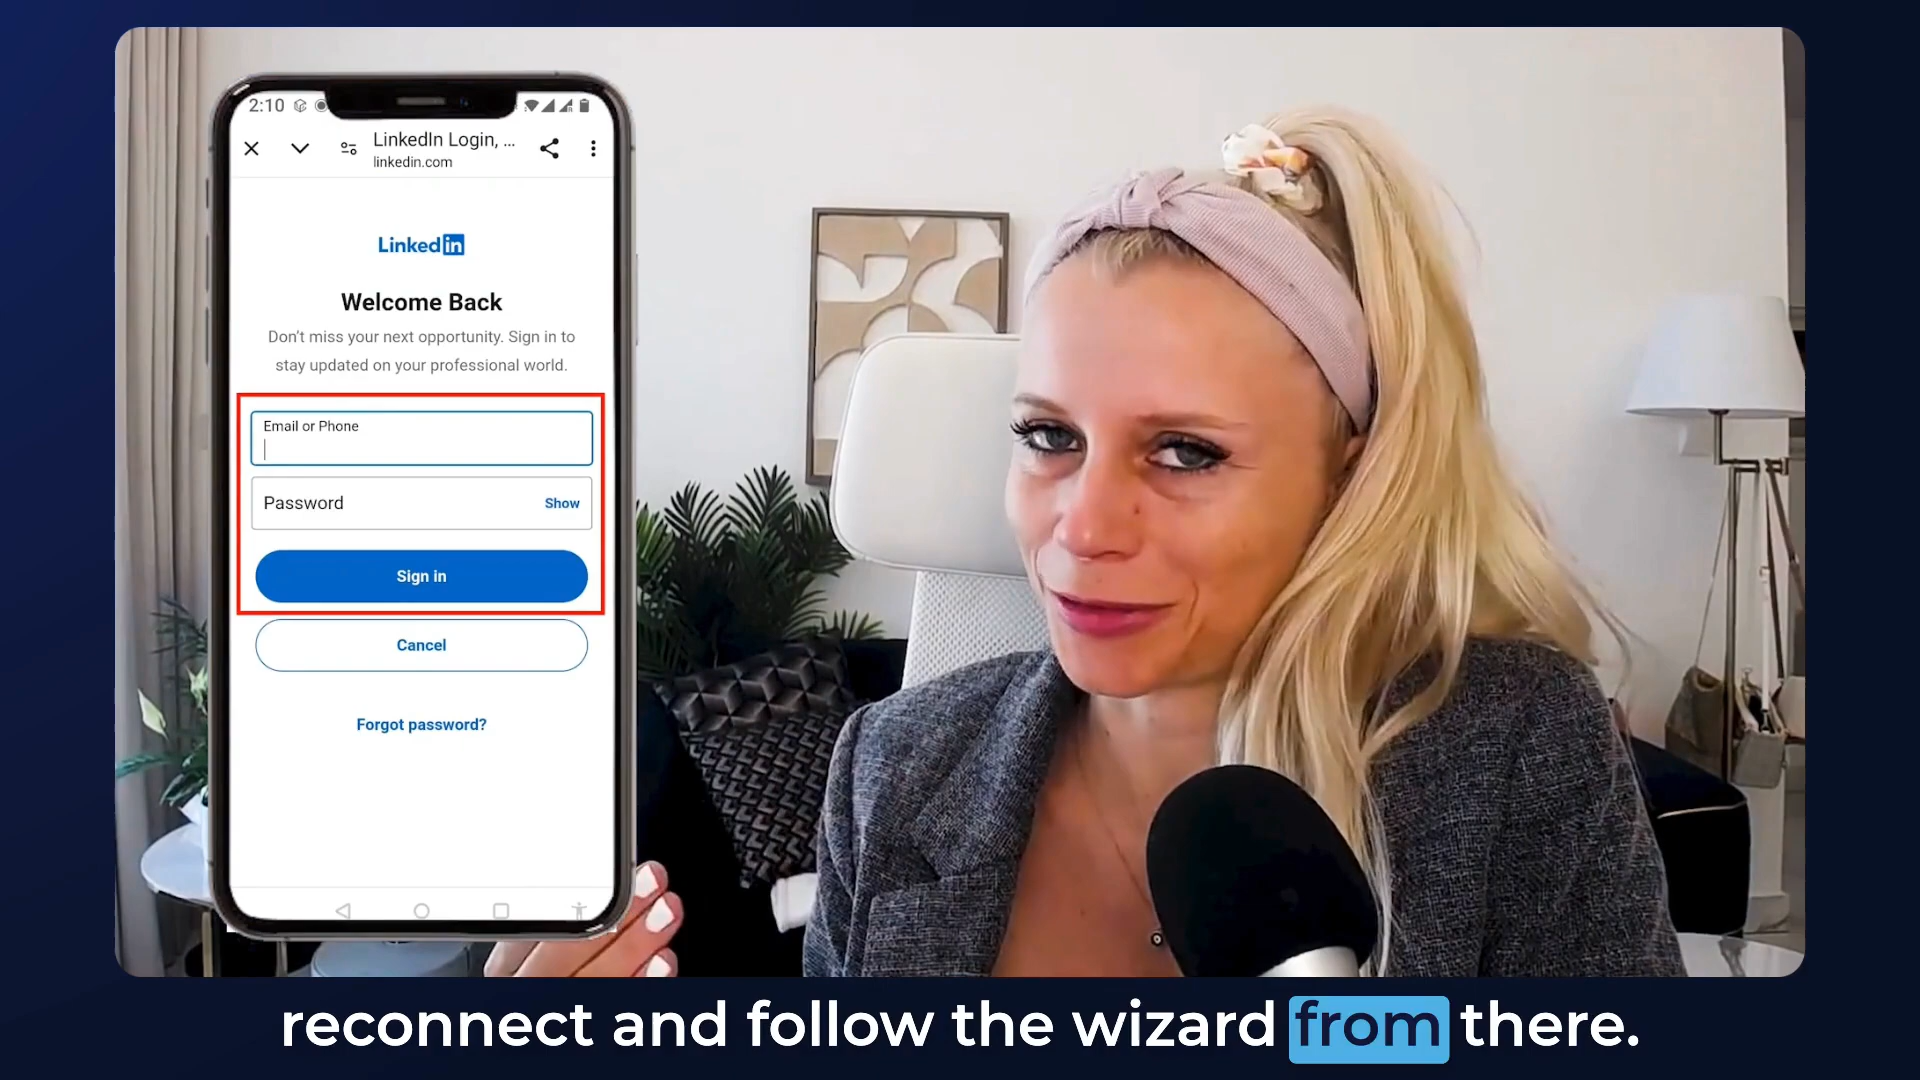 2:10
LinkedIn Login, ...
linkedin.com
Linkedin
Welcome Back
Don't miss your next opportunity. Sign in to
stay updated on your professional world.
Email or Phone
Password Show
Sign in
Cancel
Forgot password?
reconnect and follow the wizard from there.